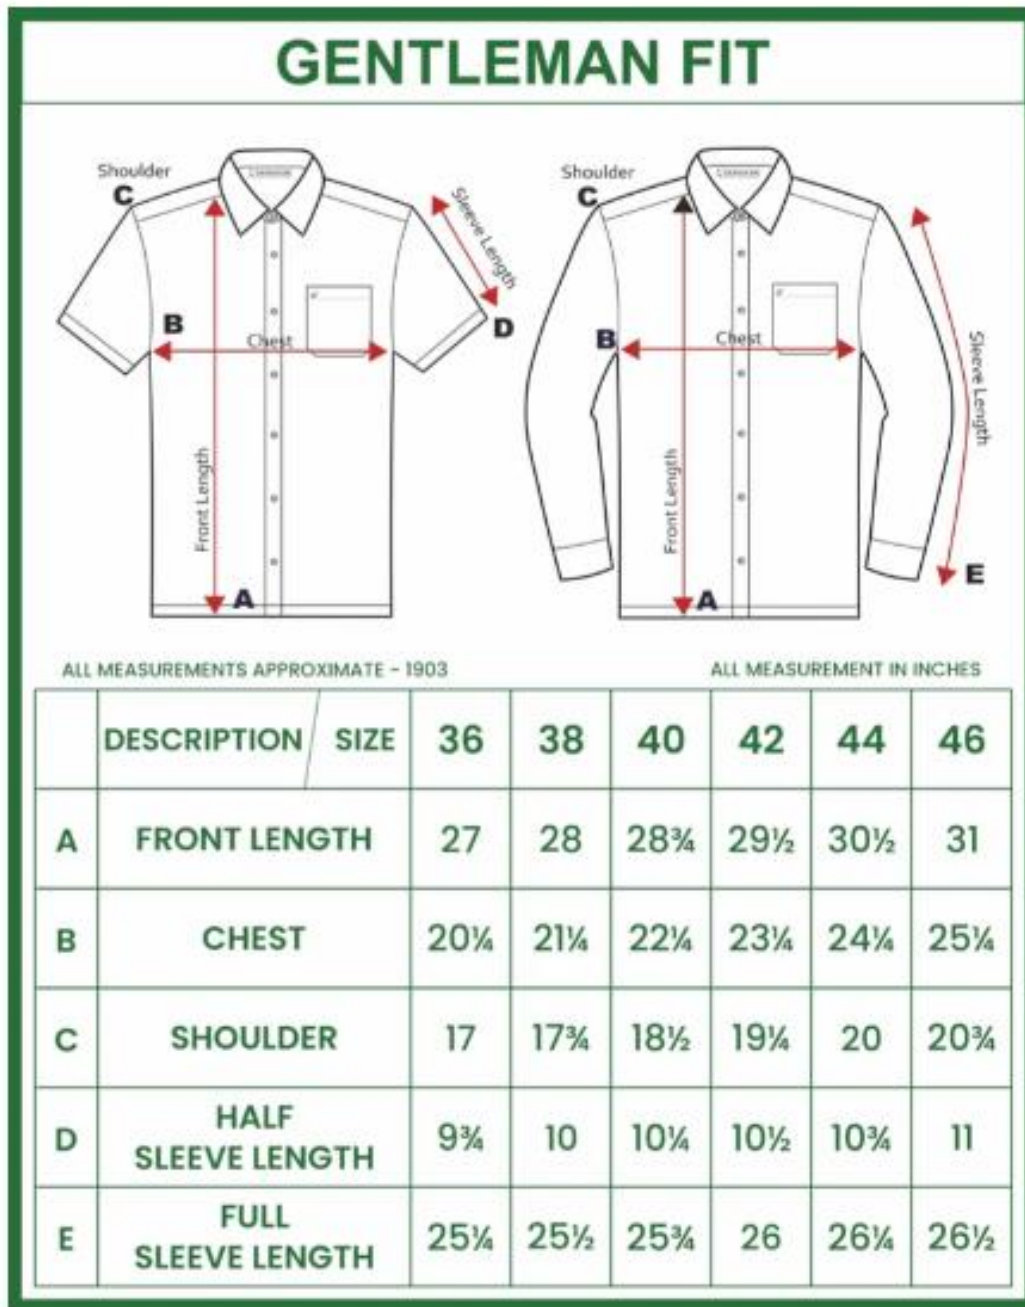 GENTLEMAN FIT
Shoulder
C
Sleeve Length
D
B
Chest
Front Length
A
Shoulder
C
Sleeve Length
E
B
Chest
Front Length
A
ALL MEASUREMENTS APPROXIMATE - 1903
ALL MEASUREMENT IN INCHES
DESCRIPTION / SIZE 36 38 40 42 44 46
A FRONT LENGTH 27 28 28¾ 29½ 30½ 31
B CHEST 20¼ 21¼ 22¼ 23¼ 24¼ 25¼
C SHOULDER 17 17¾ 18½ 19¼ 20 20¾
D HALF SLEEVE LENGTH 9¾ 10 10¼ 10½ 10¾ 11
E FULL SLEEVE LENGTH 25¼ 25½ 25¾ 26 26¼ 26½